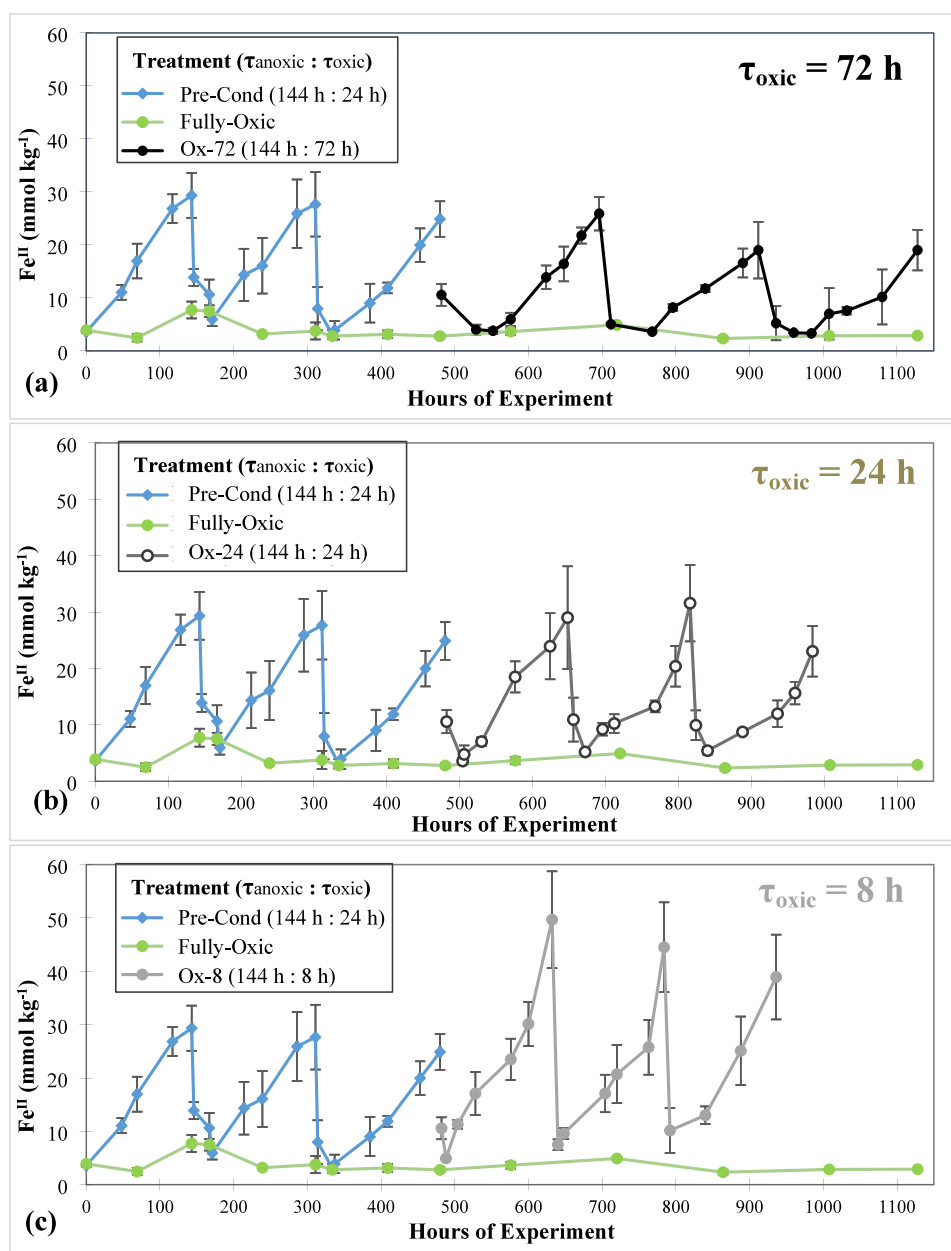 60
50
40
30
20
10
0
Fe^II (mmol kg⁻¹)
Treatment (τanoxic : τoxic)
Pre-Cond (144 h : 24 h)
Fully-Oxic
Ox-72 (144 h : 72 h)
τoxic = 72 h
0 100 200 300 400 500 600 700 800 900 1000 1100
Hours of Experiment
(a)
60
50
40
30
20
10
0
Fe^II (mmol kg⁻¹)
Treatment (τanoxic : τoxic)
Pre-Cond (144 h : 24 h)
Fully-Oxic
Ox-24 (144 h : 24 h)
τoxic = 24 h
0 100 200 300 400 500 600 700 800 900 1000 1100
Hours of Experiment
(b)
60
50
40
30
20
10
0
Fe^II (mmol kg⁻¹)
Treatment (τanoxic : τoxic)
Pre-Cond (144 h : 24 h)
Fully-Oxic
Ox-8 (144 h : 8 h)
τoxic = 8 h
0 100 200 300 400 500 600 700 800 900 1000 1100
Hours of Experiment
(c)